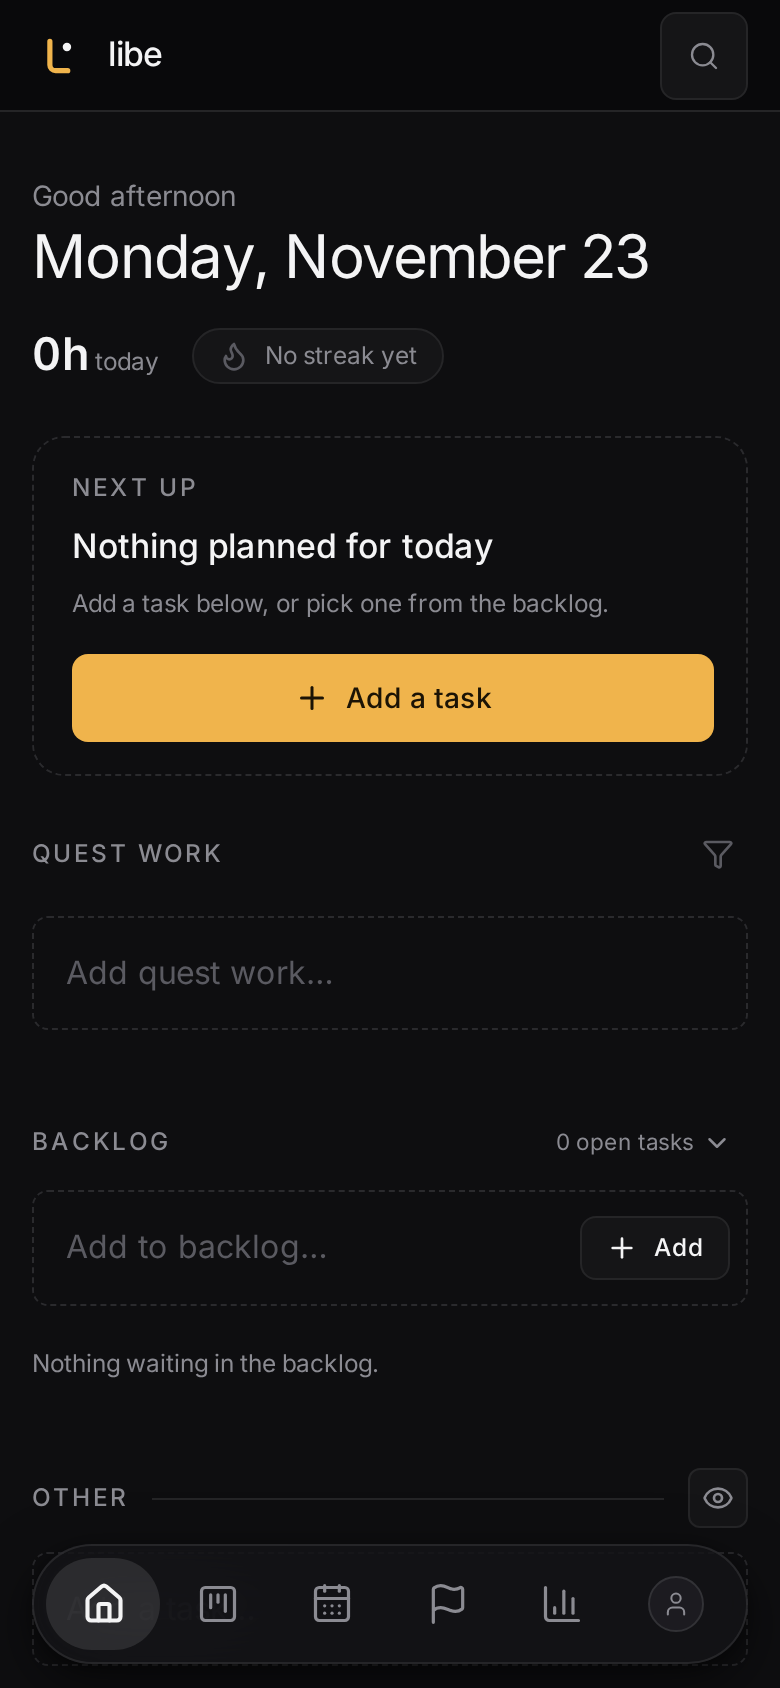 libe
Good afternoon
Monday, November 23
0h today
No streak yet
NEXT UP
Nothing planned for today
Add a task below, or pick one from the backlog.
Add a task
QUEST WORK
Add quest work...
BACKLOG
0 open tasks
Add to backlog...
Add
Nothing waiting in the backlog.
OTHER